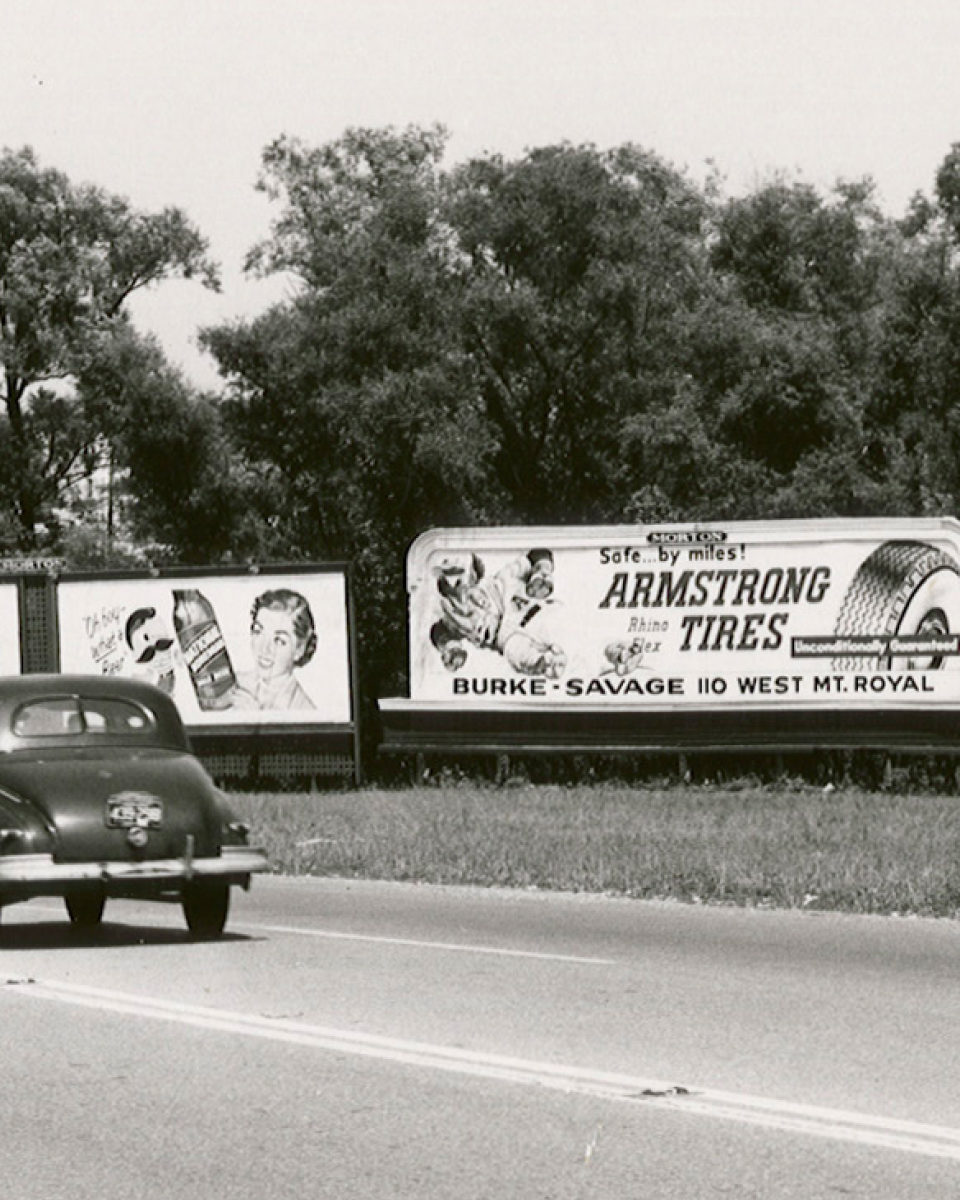 MORTON
"Oh boy
what a
Beer
MORTON
Safe...by miles!
ARMSTRONG
Rhino
Flex
TIRES
Unconditionally Guaranteed
BURKE-SAVAGE 110 WEST MT. ROYAL